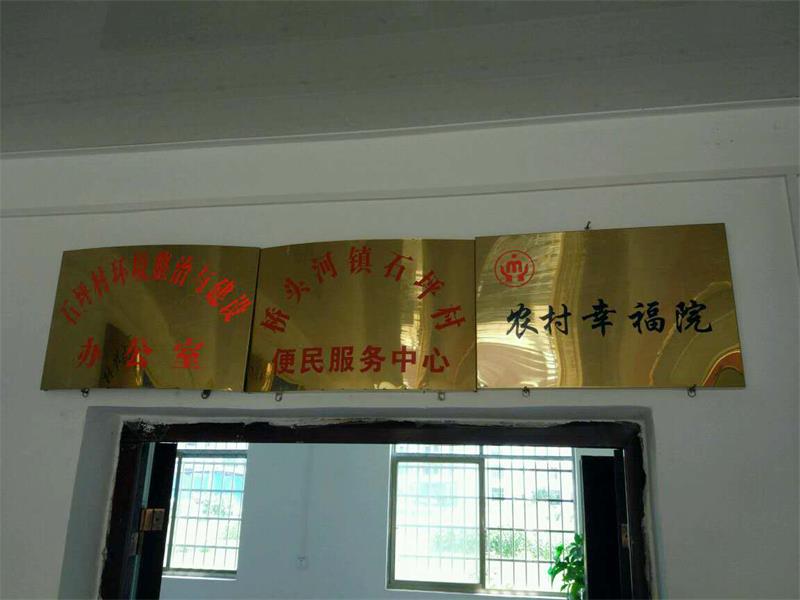 石坪村环境整治与建设
办公室
桥头河镇石坪村
便民服务中心
农村幸福院